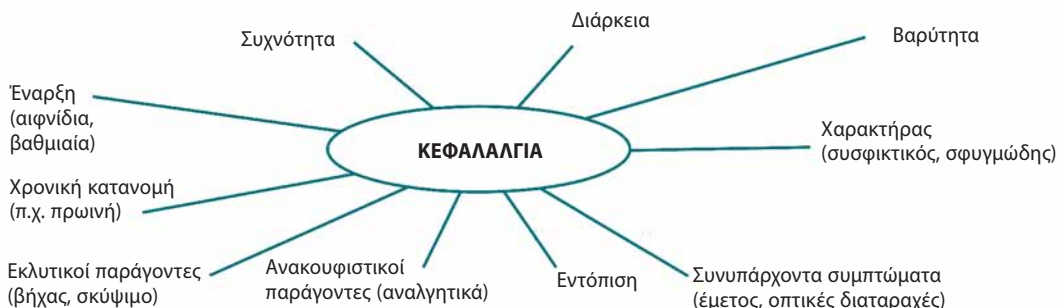 Συχνότητα
Διάρκεια
Βαρύτητα
Έναρξη
(αιφνίδια,
βαθμιαία)
ΚΕΦΑΛΑΛΓΙΑ
Χαρακτήρας
(συσφικτικός, σφυγμώδης)
Χρονική κατανομή
(π.χ. πρωινή)
Εκλυτικοί παράγοντες
(βήχας, σκύψιμο)
Ανακουφιστικοί
παράγοντες (αναλγητικά)
Εντόπιση
Συνυπάρχοντα συμπτώματα
(έμετος, οπτικές διαταραχές)